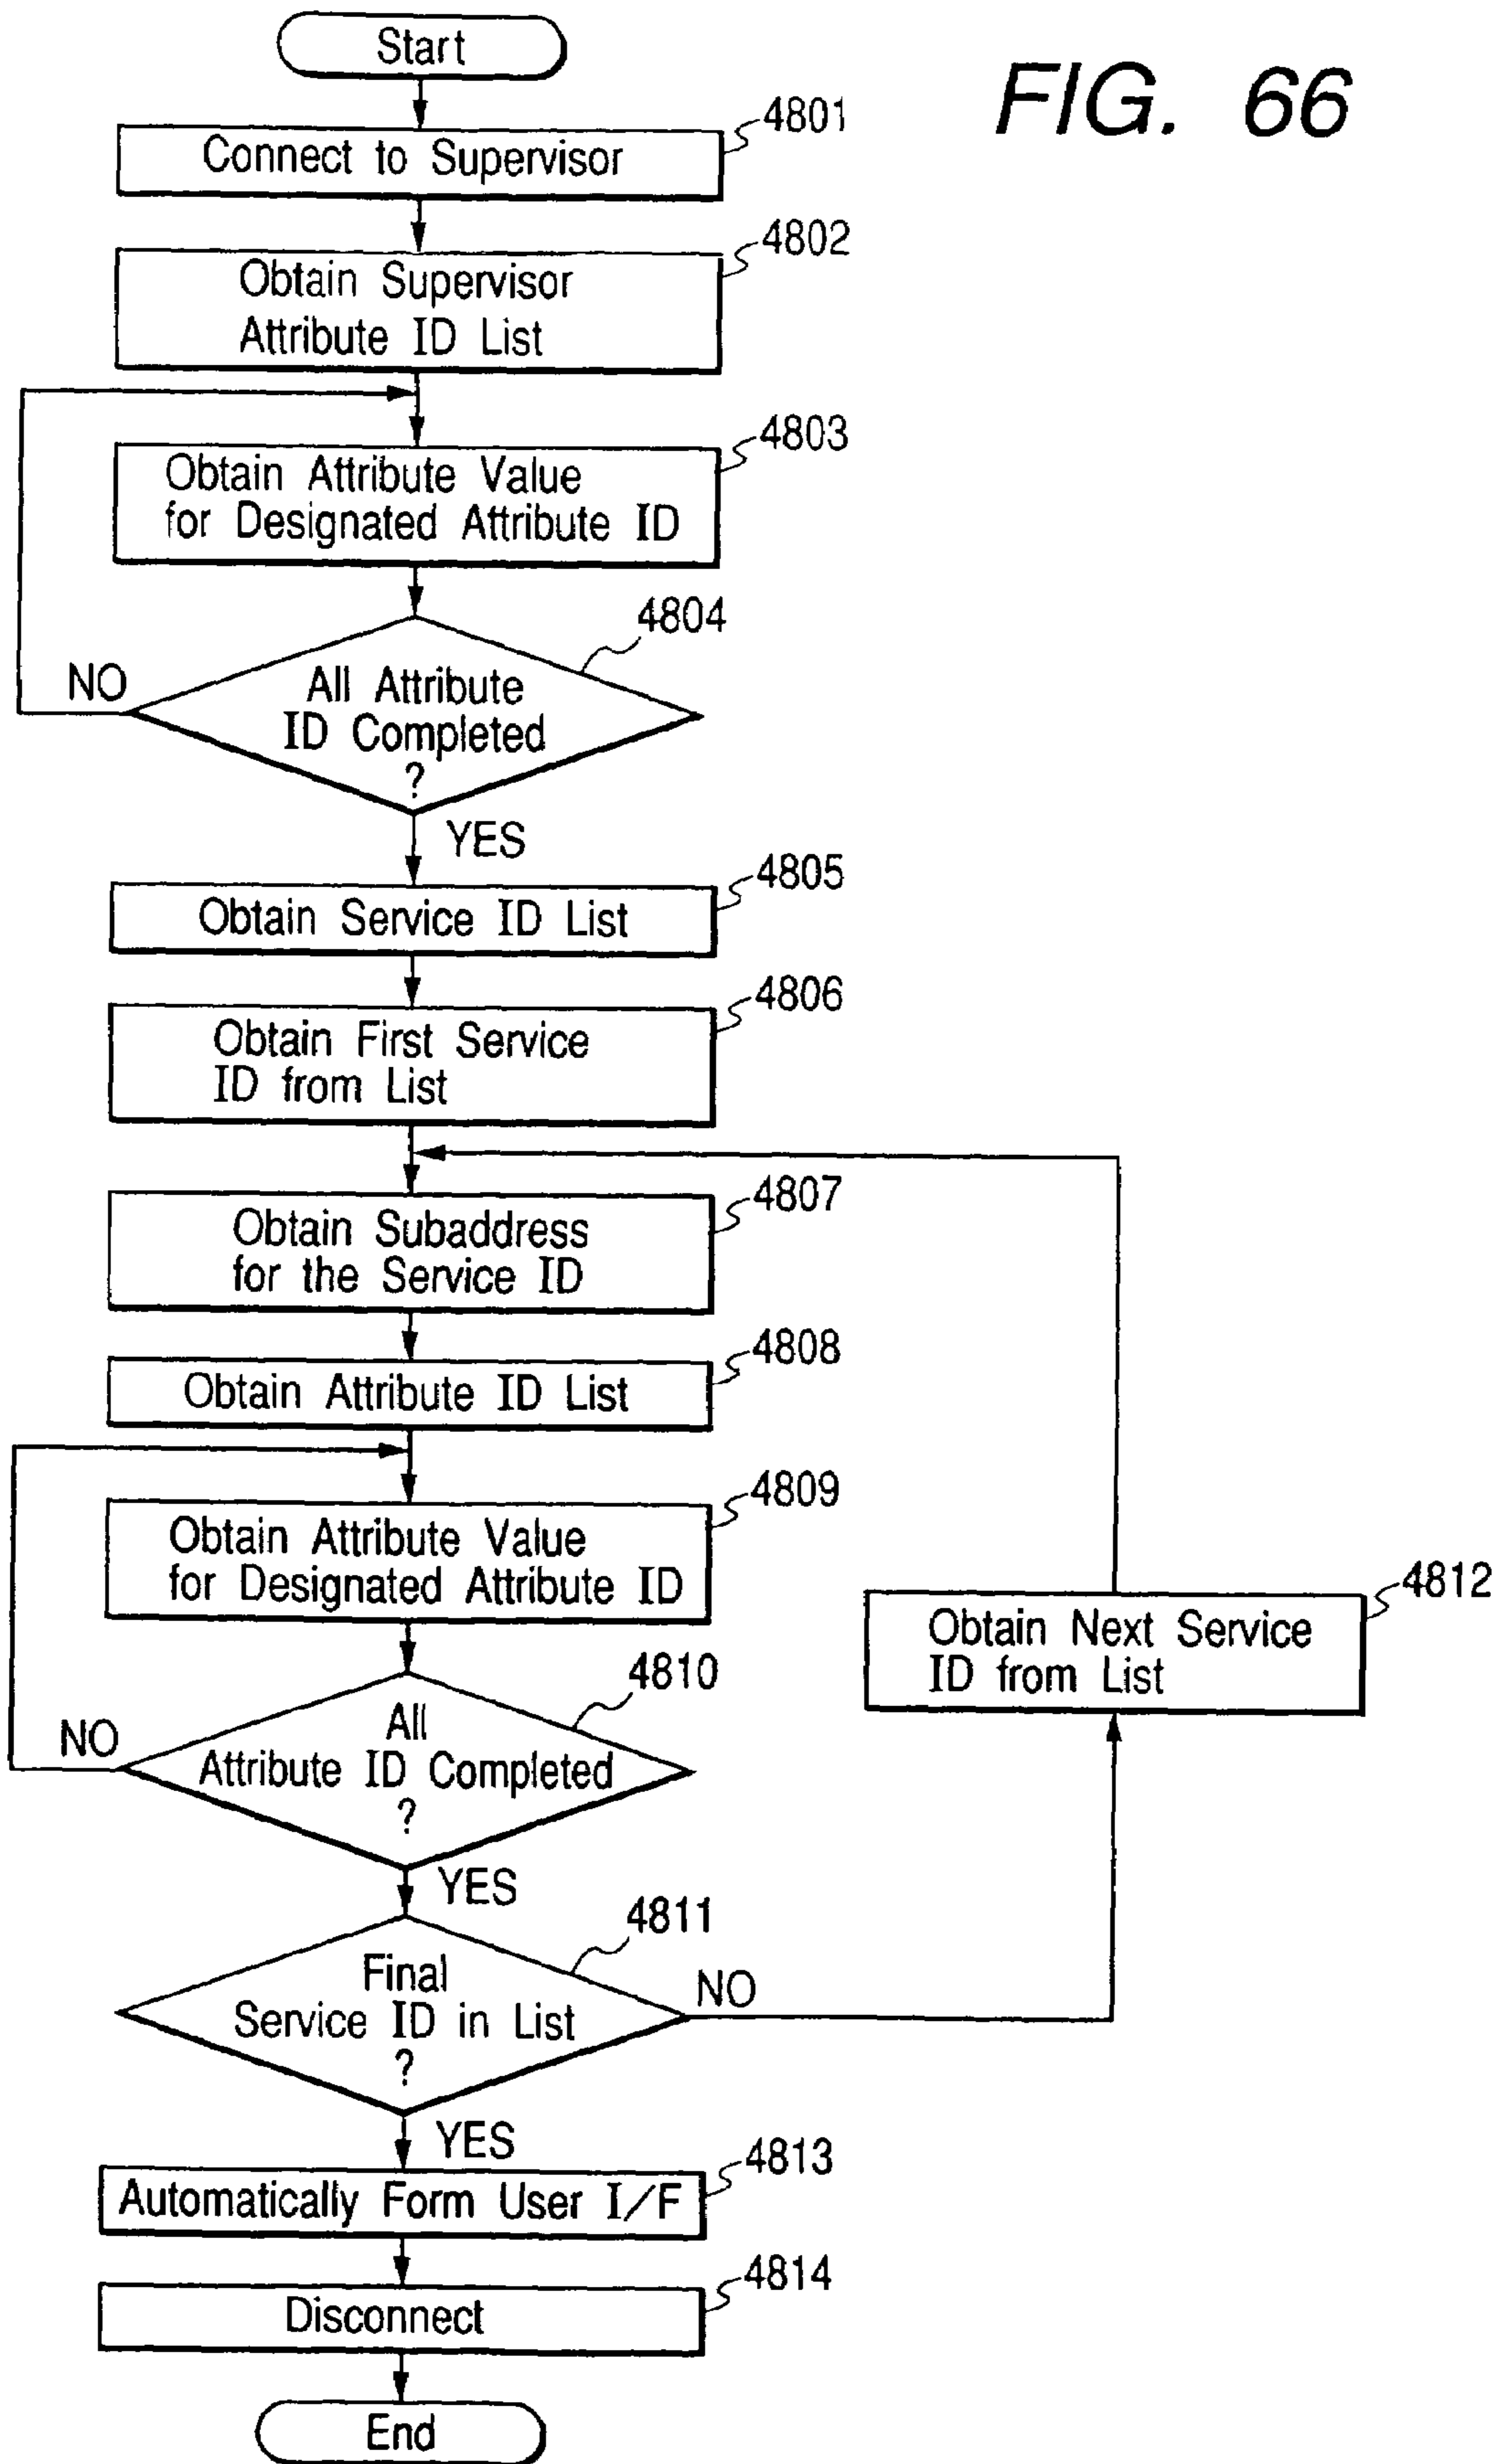 Start
FIG. 66
4801
Connect to Supervisor
4802
Obtain Supervisor
Attribute ID List
4803
Obtain Attribute Value
for Designated Attribute ID
4804
NO
All Attribute
ID Completed
?
YES
4805
Obtain Service ID List
4806
Obtain First Service
ID from List
4807
Obtain Subaddress
for the Service ID
4808
Obtain Attribute ID List
4809
Obtain Attribute Value
for Designated Attribute ID
4812
Obtain Next Service
ID from List
4810
NO
All
Attribute ID Completed
?
YES
4811
Final
Service ID in List
?
NO
YES
4813
Automatically Form User I/F
4814
Disconnect
End